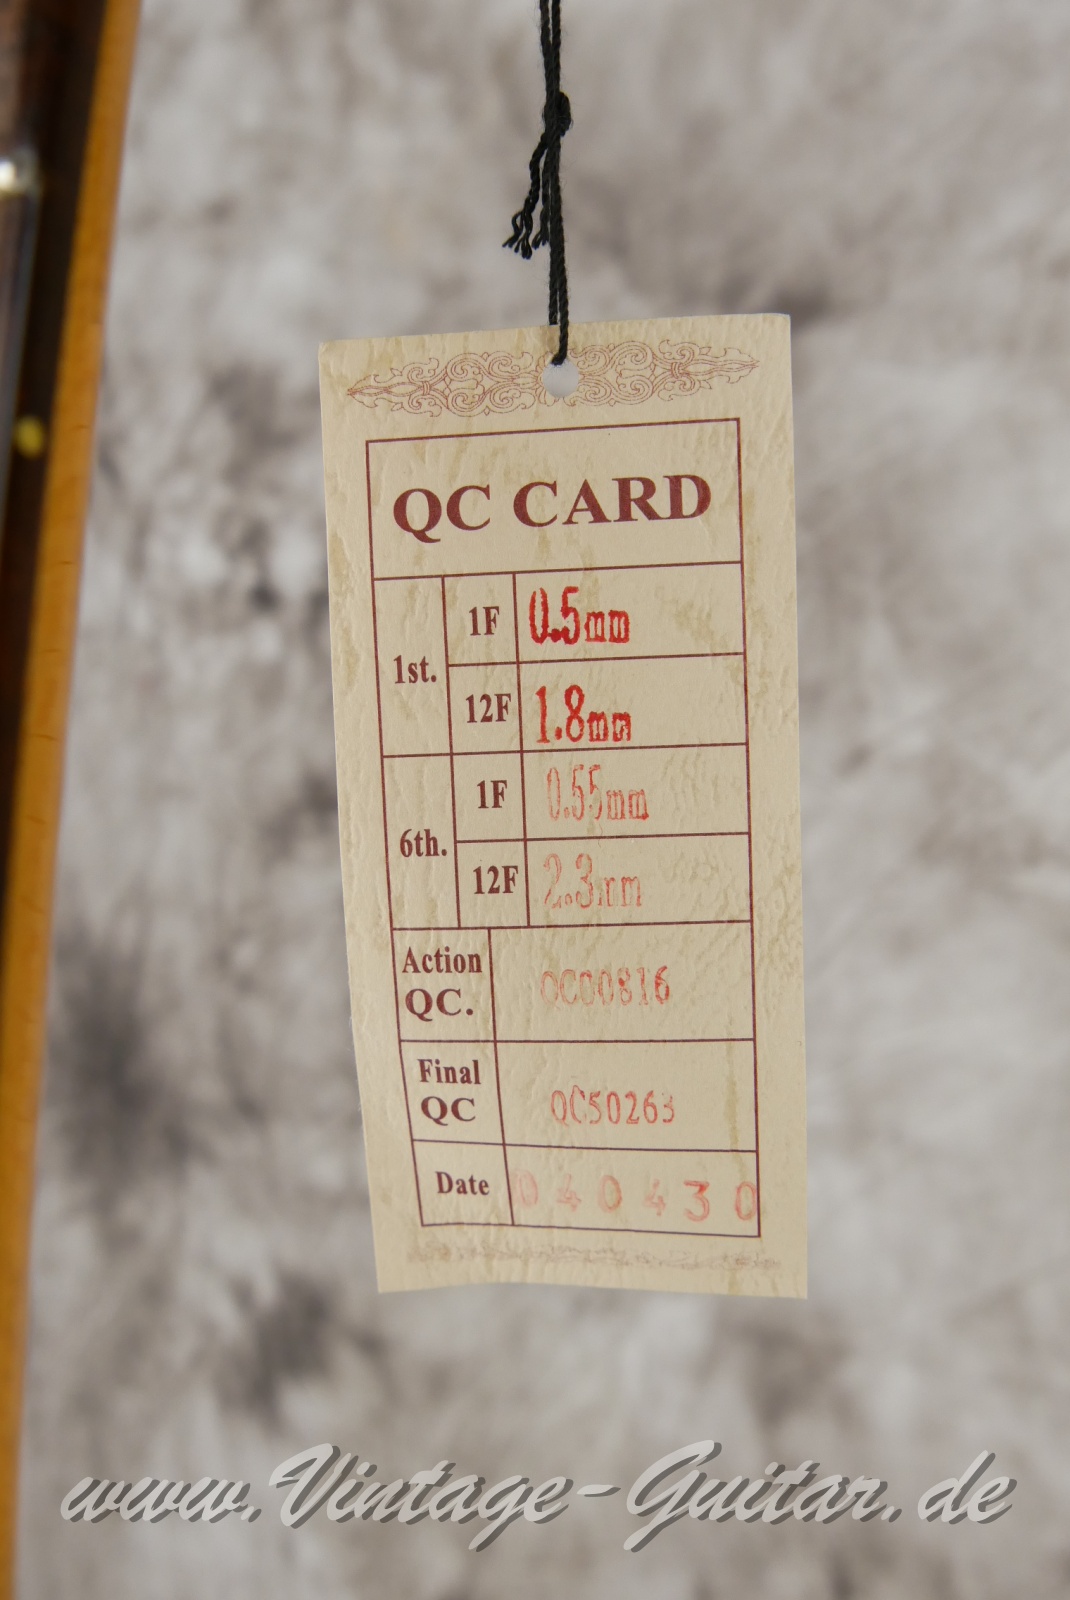 QC CARD
1st. 1F 0.5mm
12F 1.8mm
6th. 1F 0.55mm
12F 2.3mm
Action QC. QC00816
Final QC QC50263
Date 040430
www.Vintage-Guitar.de